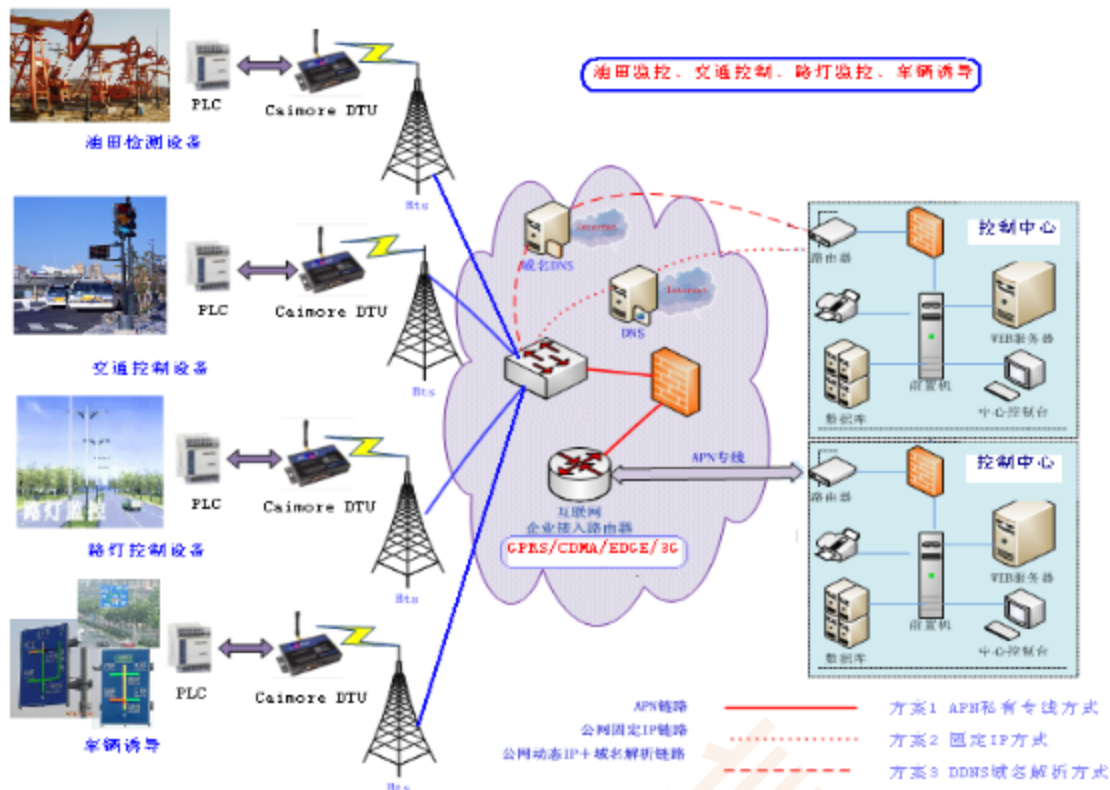 油田监控、交通控制、路灯监控、车辆诱导
PLC
Caimore DTU
油田检测设备
Bts
PLC
Caimore DTU
交通控制设备
Bts
路灯监控
PLC
Caimore DTU
路灯控制设备
Bts
PLC
Caimore DTU
车辆诱导
Bts
Internet
域名DNS
Internet
DNS
互联网
企业接入路由器
GPRS/CDMA/EDGE/3G
APN专线
控制中心
路由器
WEB服务器
前置机
数据库
中心控制台
控制中心
路由器
WEB服务器
前置机
数据库
中心控制台
APN链路
方案1 APN私有专线方式
公网固定IP链路
方案2 固定IP方式
公网动态IP+域名解析链路
方案3 DDNS域名解析方式